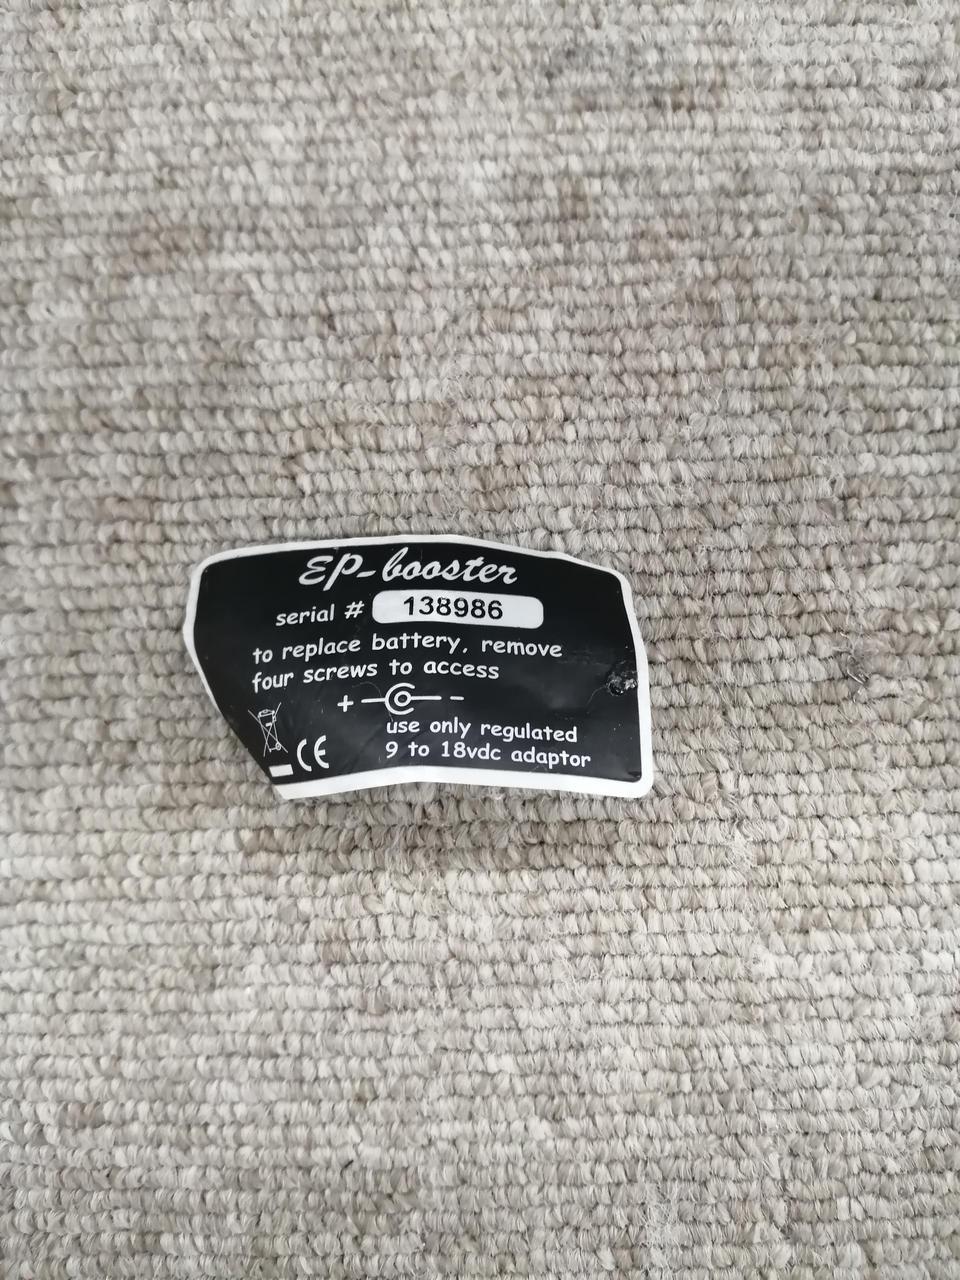 EP-booster
serial # 138986
to replace battery, remove
four screws to access
+ -
use only regulated
9 to 18vdc adaptor
CE